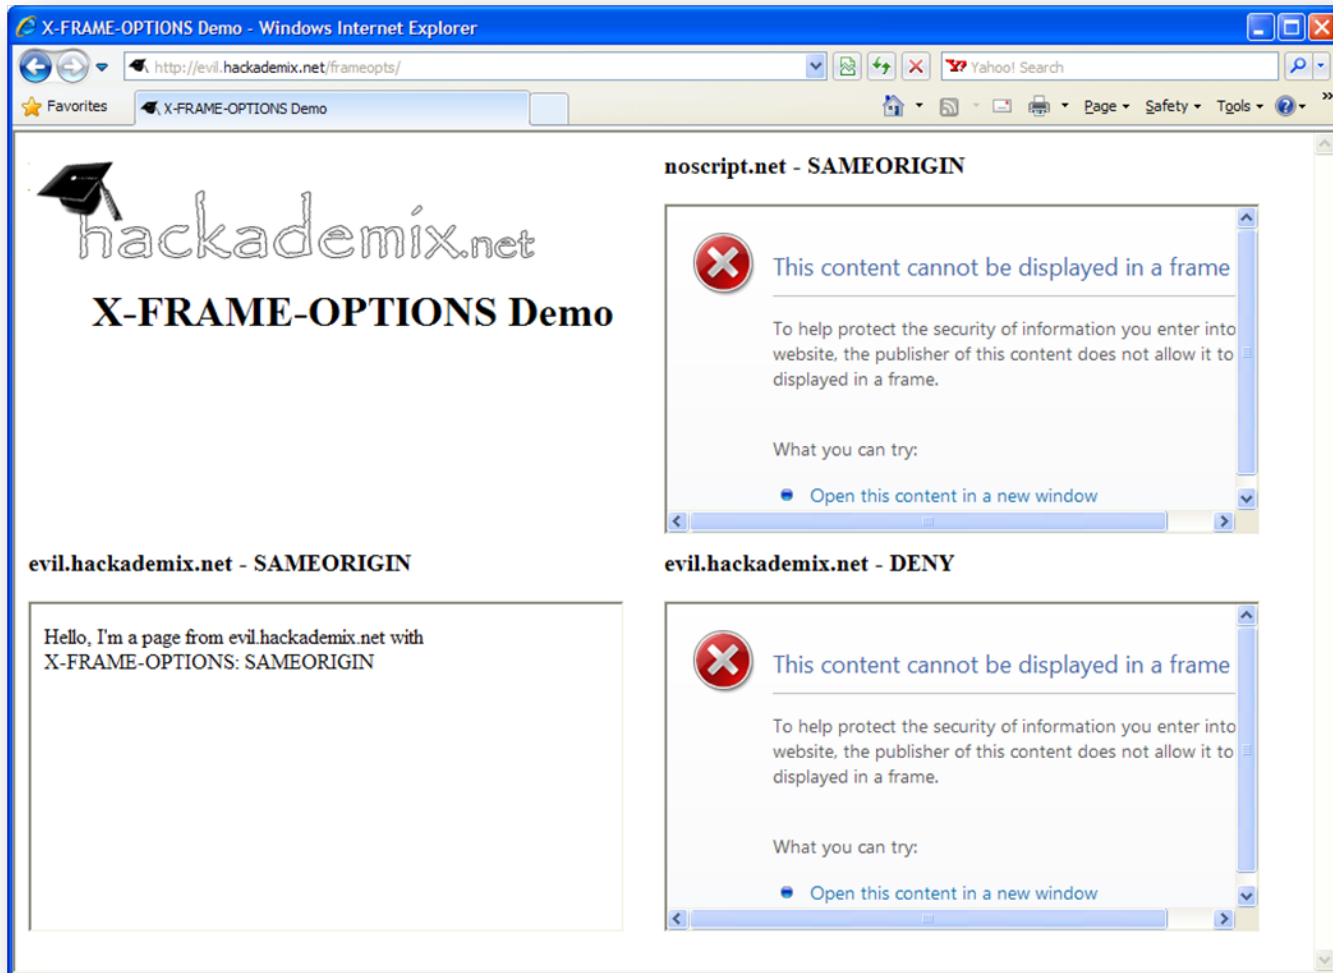 X-FRAME-OPTIONS Demo - Windows Internet Explorer
http://evil.hackademix.net/frameopts/
Yahoo! Search
Favorites
X-FRAME-OPTIONS Demo
Page
Safety
Tools
hackademix.net
X-FRAME-OPTIONS Demo
noscript.net - SAMEORIGIN
This content cannot be displayed in a frame
To help protect the security of information you enter into
website, the publisher of this content does not allow it to
displayed in a frame.
What you can try:
Open this content in a new window
evil.hackademix.net - SAMEORIGIN
Hello, I'm a page from evil.hackademix.net with
X-FRAME-OPTIONS: SAMEORIGIN
evil.hackademix.net - DENY
This content cannot be displayed in a frame
To help protect the security of information you enter into
website, the publisher of this content does not allow it to
displayed in a frame.
What you can try:
Open this content in a new window